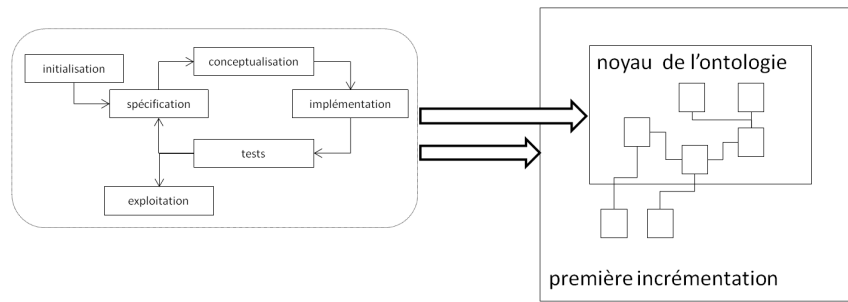 initialisation
conceptualisation
spécification
implémentation
tests
exploitation
noyau de l'ontologie
première incrémentation